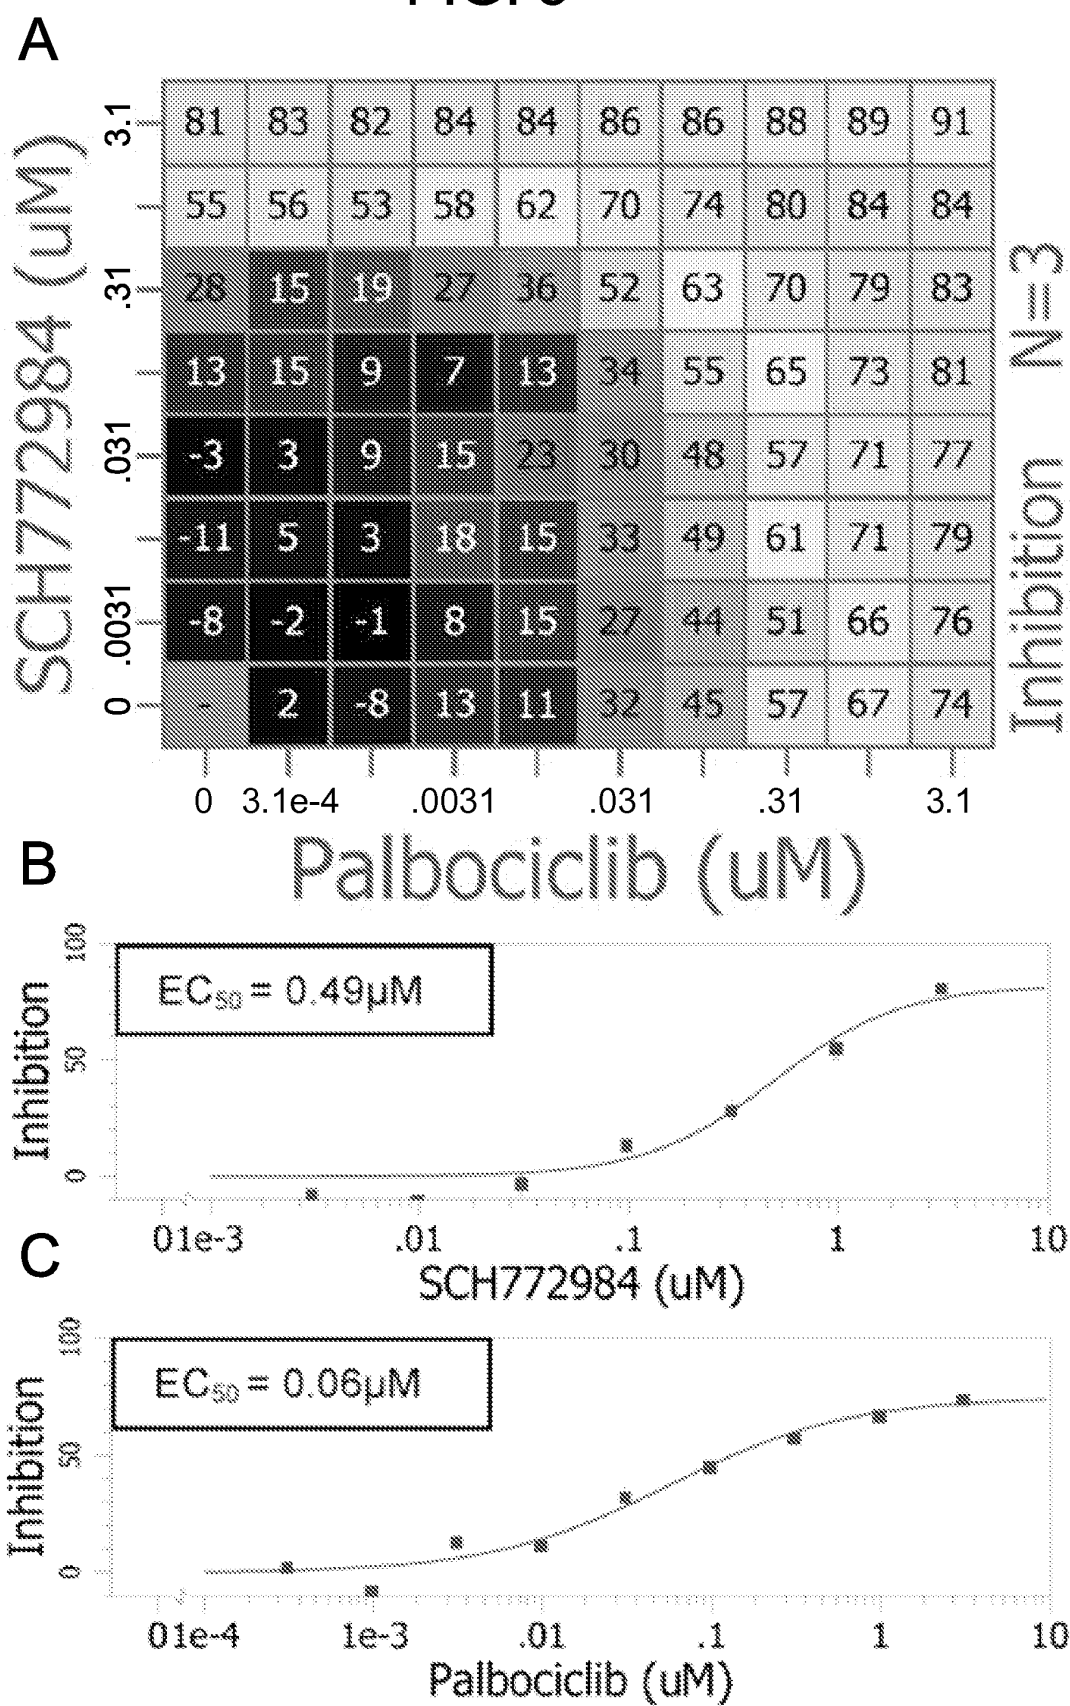 A
SCH772984 (uM)
3.1 81 83 82 84 84 86 86 88 89 91
55 56 53 58 62 70 74 80 84 84
.31 28 15 19 27 36 52 63 70 79 83
13 15 9 7 13 34 55 65 73 81
.031 -3 3 9 15 23 30 48 57 71 77
-11 5 3 18 15 33 49 61 71 79
.0031 -8 -2 -1 8 15 27 44 51 66 76
0 - 2 -8 13 11 32 45 57 67 74
Inhibition N=3
0 3.1e-4 .0031 .031 .31 3.1
Palbociclib (uM)
B
EC50 = 0.49µM
Inhibition
100
50
0
01e-3 .01 .1 1 10
SCH772984 (uM)
C
EC50 = 0.06µM
Inhibition
100
50
0
01e-4 1e-3 .01 .1 1 10
Palbociclib (uM)